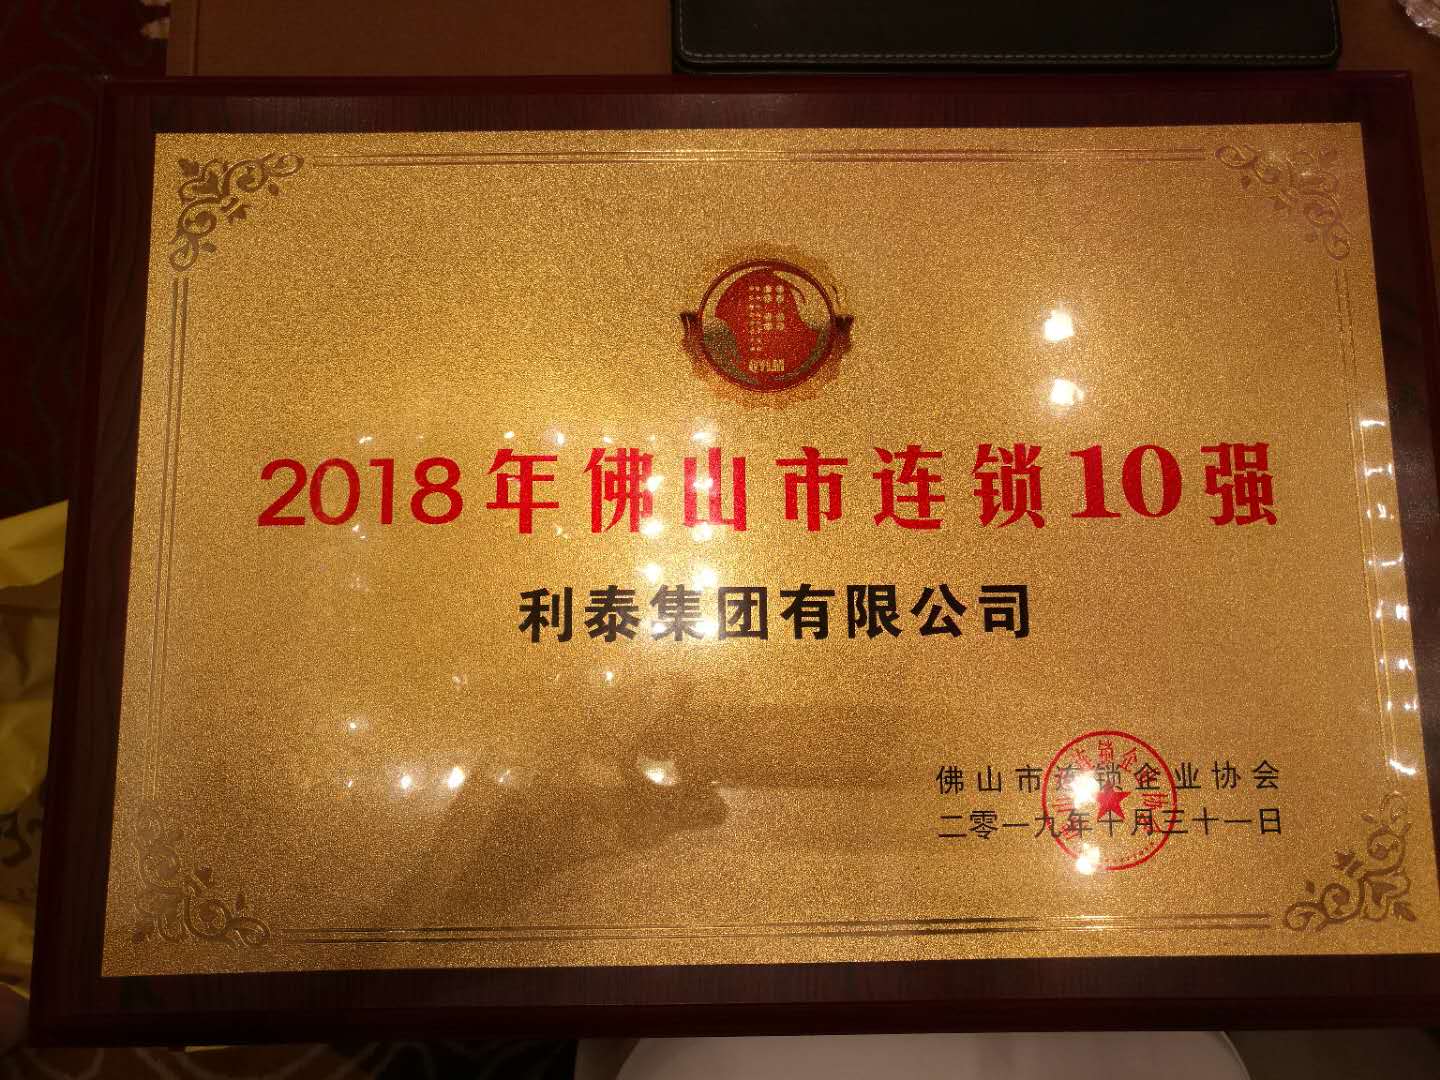 2018年佛山市连锁10强
利泰集团有限公司
佛山市连锁企业协会
二零一九年十月三十一日